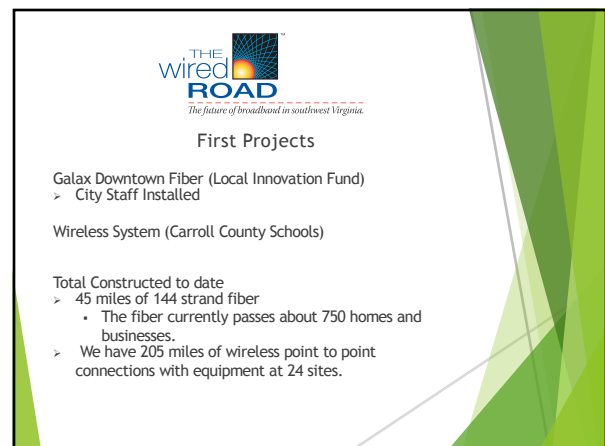 THE
wired
ROAD
™
The future of broadband in southwest Virginia.
First Projects
Galax Downtown Fiber (Local Innovation Fund)
➢ City Staff Installed
Wireless System (Carroll County Schools)
Total Constructed to date
➢ 45 miles of 144 strand fiber
▪ The fiber currently passes about 750 homes and
businesses.
➢ We have 205 miles of wireless point to point
connections with equipment at 24 sites.